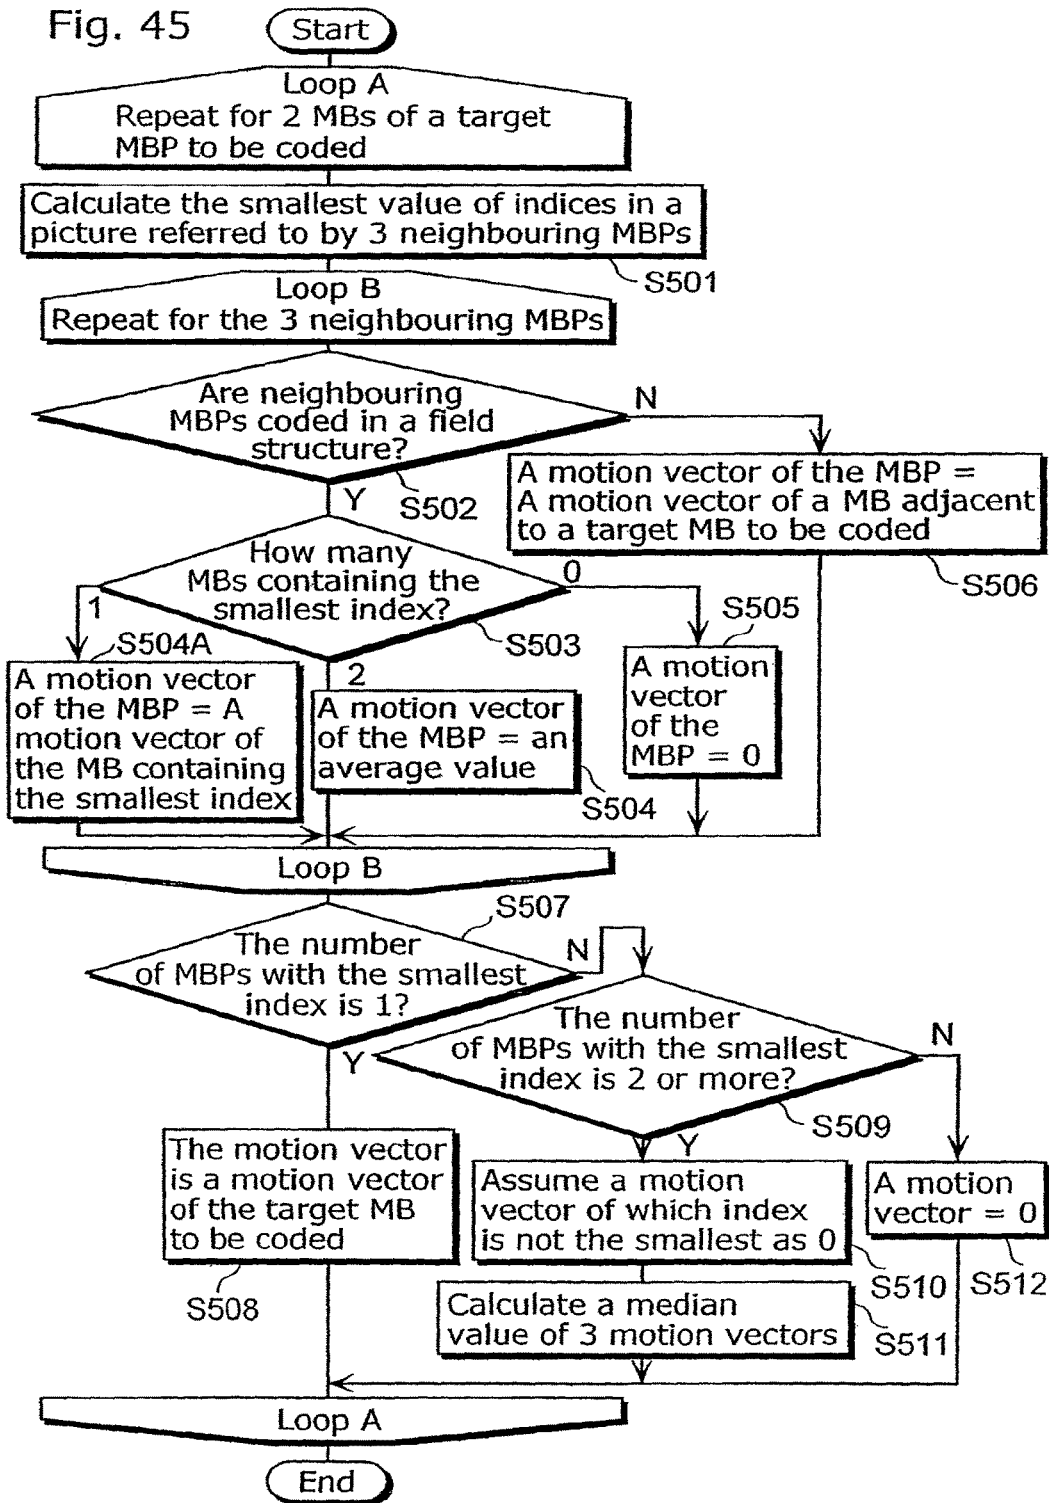 Fig. 45
Start
Loop A
Repeat for 2 MBs of a target
MBP to be coded
Calculate the smallest value of indices in a
picture referred to by 3 neighbouring MBPs
S501
Loop B
Repeat for the 3 neighbouring MBPs
Are neighbouring
MBPs coded in a field
structure?
N
Y
S502
A motion vector of the MBP =
A motion vector of a MB adjacent
to a target MB to be coded
S506
How many
MBs containing the
smallest index?
0
1
2
S503
S505
S504A
A motion vector
of the MBP = A
motion vector of
the MB containing
the smallest index
A motion vector
of the MBP = an
average value
S504
A motion
vector
of the
MBP = 0
Loop B
S507
The number
of MBPs with the smallest
index is 1?
N
Y
The number
of MBPs with the smallest
index is 2 or more?
N
Y
S509
The motion vector
is a motion vector
of the target MB
to be coded
S508
Assume a motion
vector of which index
is not the smallest as 0
S510
A motion
vector = 0
S512
Calculate a median
value of 3 motion vectors
S511
Loop A
End